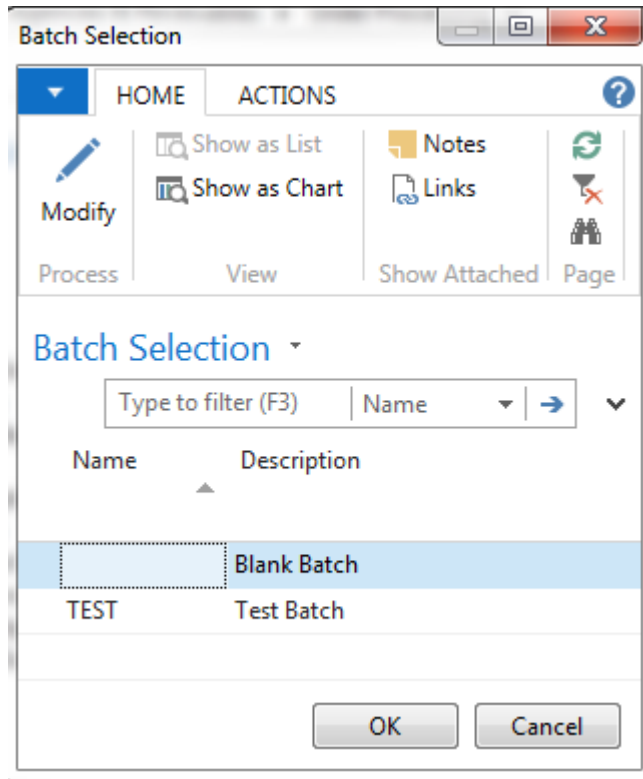 Batch Selection
HOME ACTIONS
Modify
Show as List
Show as Chart
Notes
Links
Process View Show Attached Page
Batch Selection
Type to filter (F3) Name
Name Description
Blank Batch
TEST Test Batch
OK Cancel